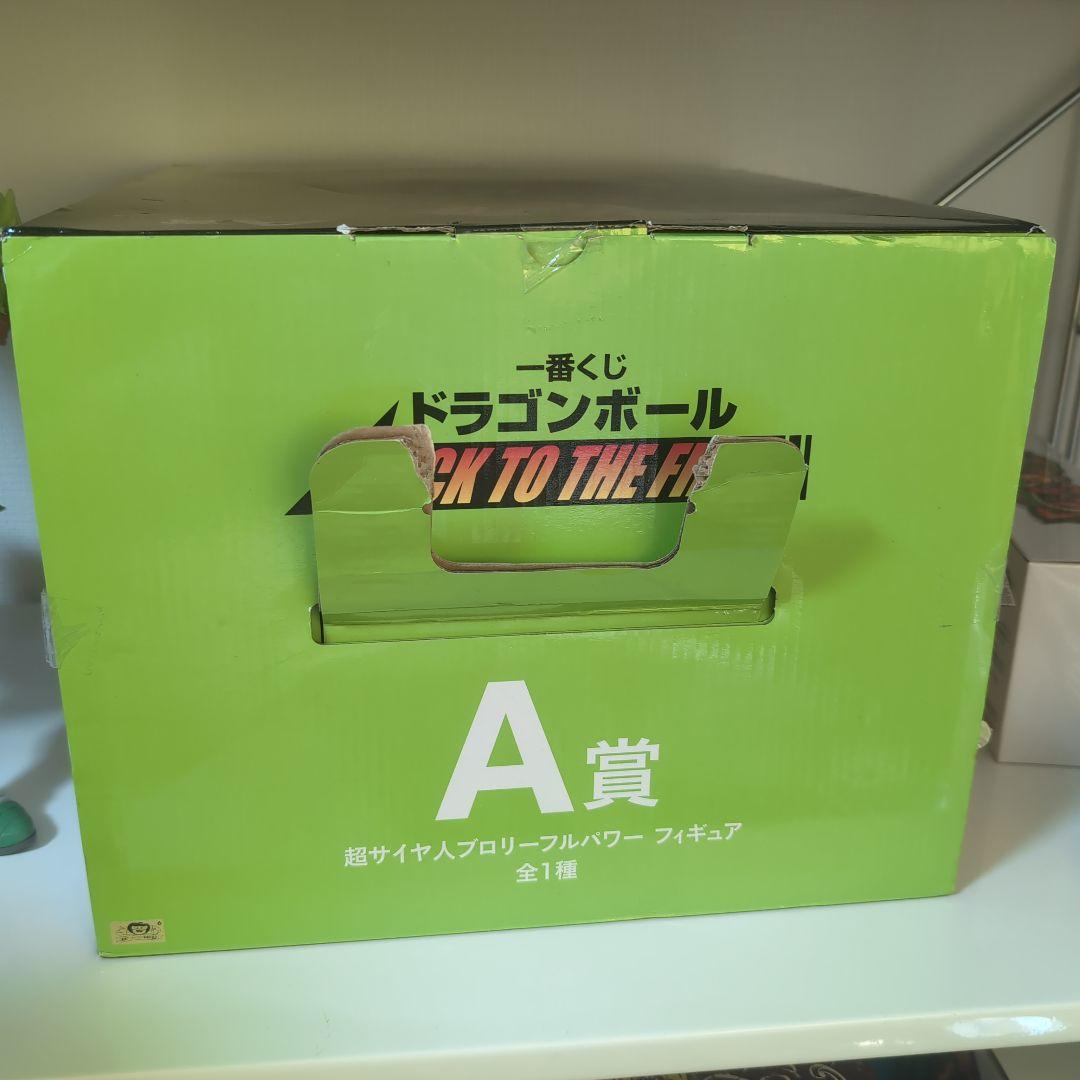 一番くじ
ドラゴンボール
CK TO THE FI
A賞
超サイヤ人ブロリーフルパワー フィギュア
全1種